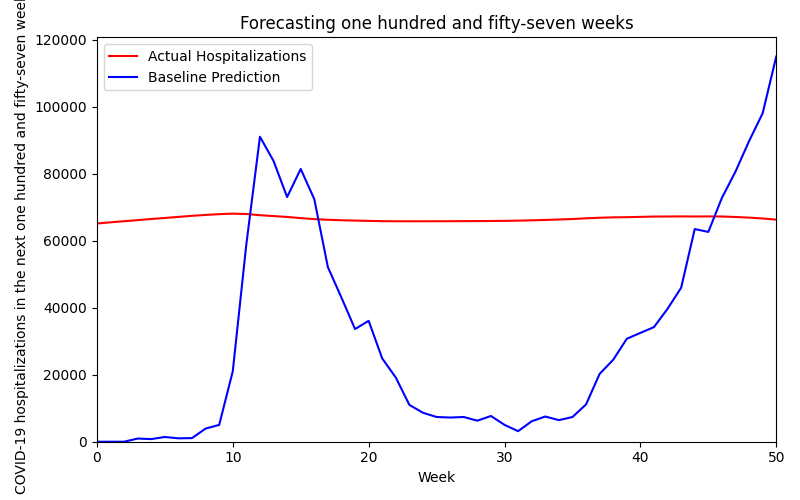 Forecasting one hundred and fifty-seven weeks
COVID-19 hospitalizations in the next one hundred and fifty-seven
120000
100000
80000
60000
40000
20000
0
Actual Hospitalizations
Baseline Prediction
0 10 20 30 40 50
Week